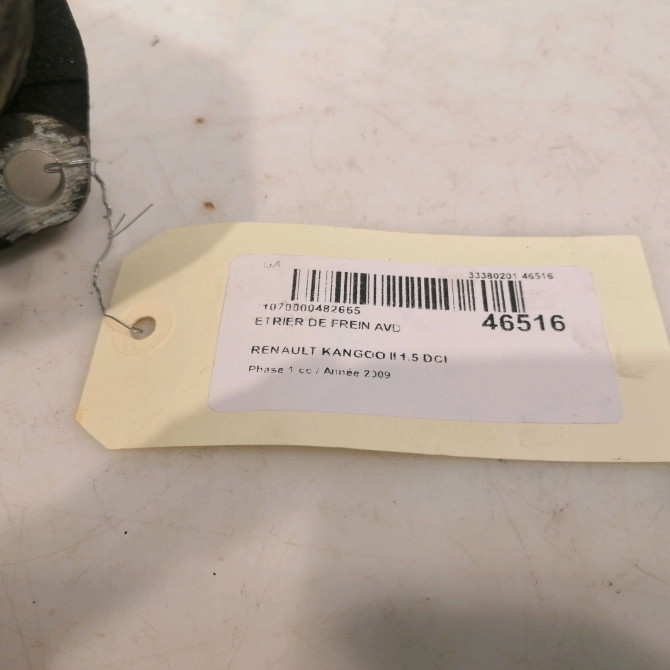 33380201 46516
1070000482665
46516
ETRIER DE FREIN AVD
RENAULT KANGOO II 1.5 DCI
Phase 1 cc / Année 2009